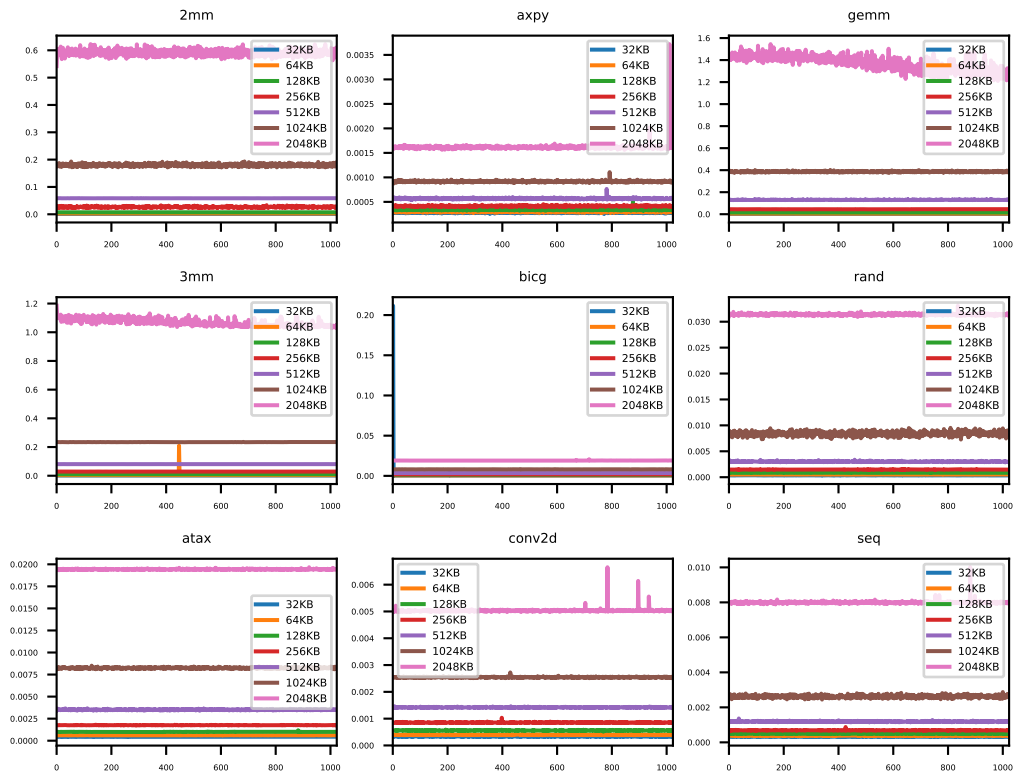 2mm
axpy
gemm
0.6
0.5
0.4
0.3
0.2
0.1
0.0
0
200
400
600
800
1000
32KB
64KB
128KB
256KB
512KB
1024KB
2048KB
0.0035
0.0030
0.0025
0.0020
0.0015
0.0010
0.0005
0
200
400
600
800
1000
32KB
64KB
128KB
256KB
512KB
1024KB
2048KB
1.6
1.4
1.2
1.0
0.8
0.6
0.4
0.2
0.0
0
200
400
600
800
1000
32KB
64KB
128KB
256KB
512KB
1024KB
2048KB
3mm
bicg
rand
1.2
1.0
0.8
0.6
0.4
0.2
0.0
0
200
400
600
800
1000
32KB
64KB
128KB
256KB
512KB
1024KB
2048KB
0.20
0.15
0.10
0.05
0.00
0
200
400
600
800
1000
32KB
64KB
128KB
256KB
512KB
1024KB
2048KB
0.030
0.025
0.020
0.015
0.010
0.005
0.000
0
200
400
600
800
1000
32KB
64KB
128KB
256KB
512KB
1024KB
2048KB
atax
conv2d
seq
0.0200
0.0175
0.0150
0.0125
0.0100
0.0075
0.0050
0.0025
0.0000
0
200
400
600
800
1000
32KB
64KB
128KB
256KB
512KB
1024KB
2048KB
0.006
0.005
0.004
0.003
0.002
0.001
0.000
0
200
400
600
800
1000
32KB
64KB
128KB
256KB
512KB
1024KB
2048KB
0.010
0.008
0.006
0.004
0.002
0.000
0
200
400
600
800
1000
32KB
64KB
128KB
256KB
512KB
1024KB
2048KB